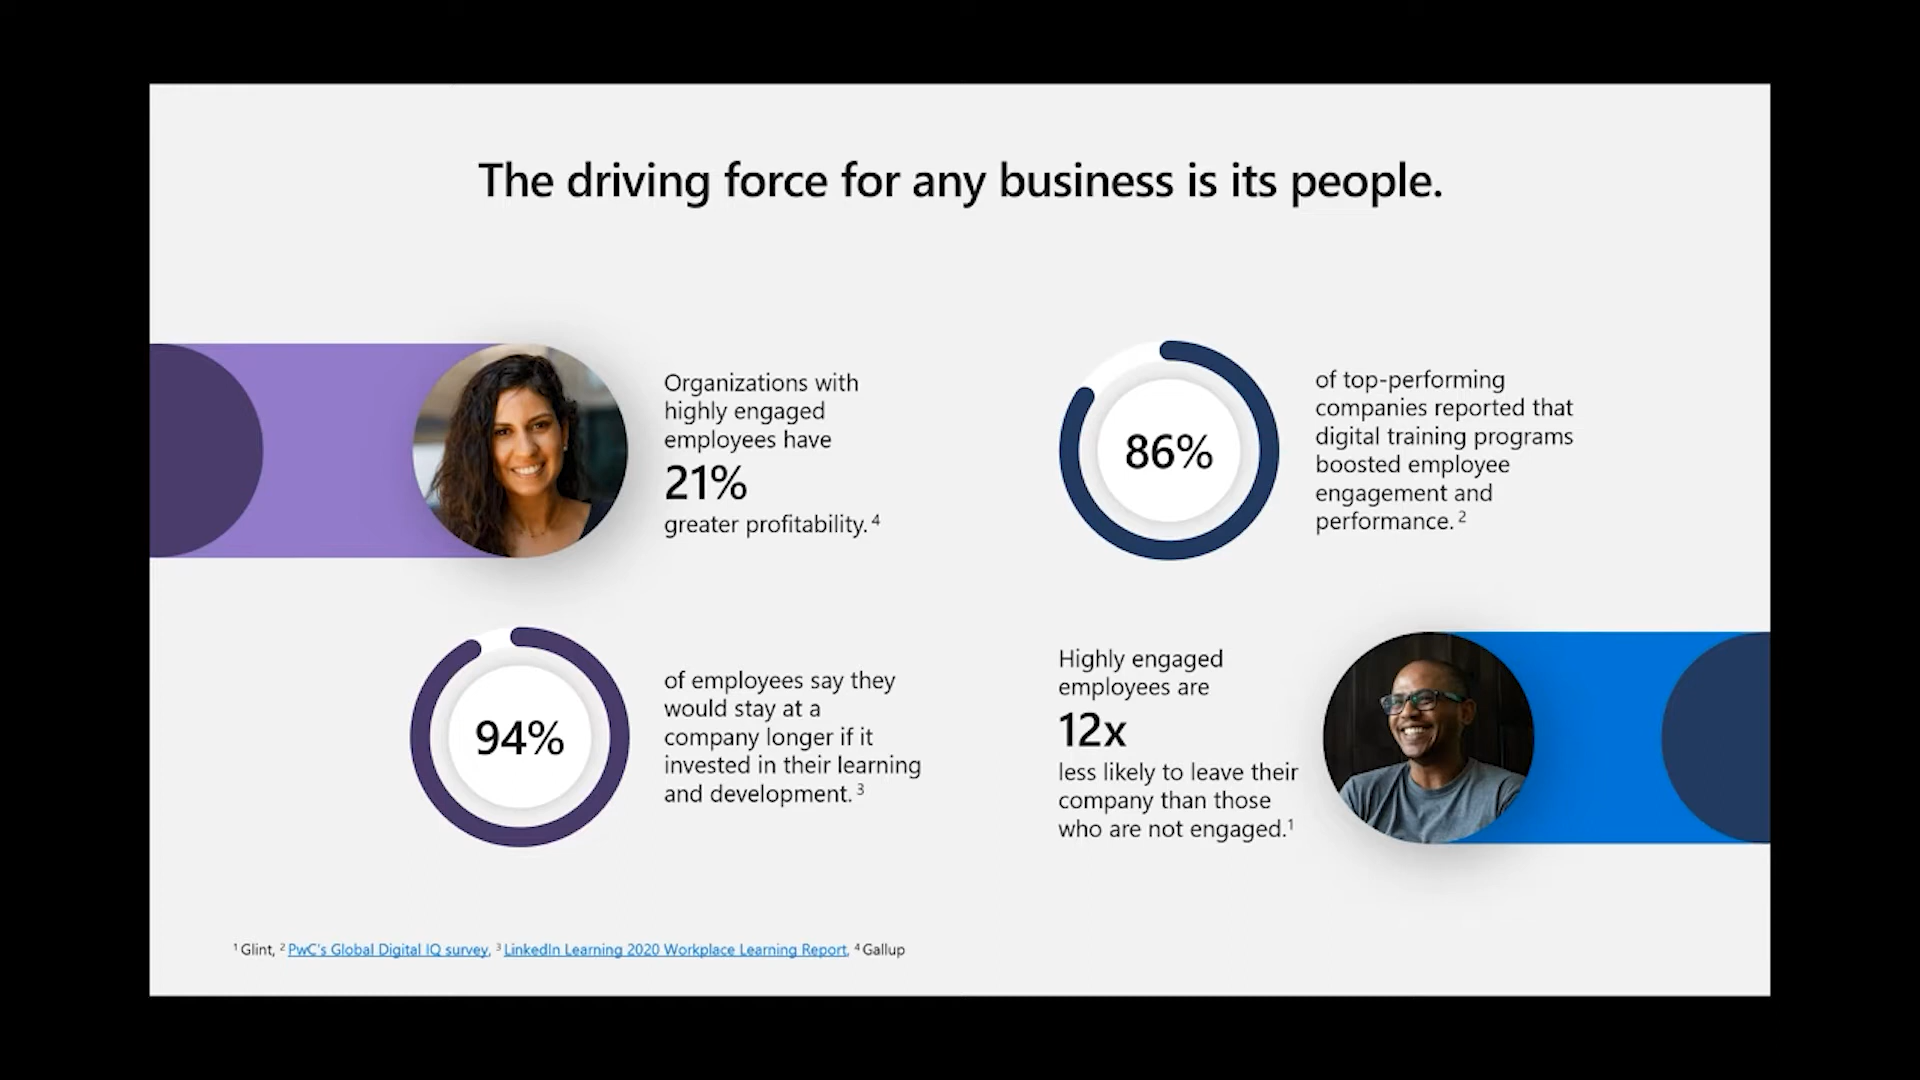 The driving force for any business is its people.
Organizations with
highly engaged
employees have
21%
greater profitability. 4
86%
of top-performing
companies reported that
digital training programs
boosted employee
engagement and
performance. 2
94%
of employees say they
would stay at a
company longer if it
invested in their learning
and development. 3
Highly engaged
employees are
12x
less likely to leave their
company than those
who are not engaged.1
1 Glint, 2 PwC's Global Digital IQ survey, 3 LinkedIn Learning 2020 Workplace Learning Report, 4 Gallup